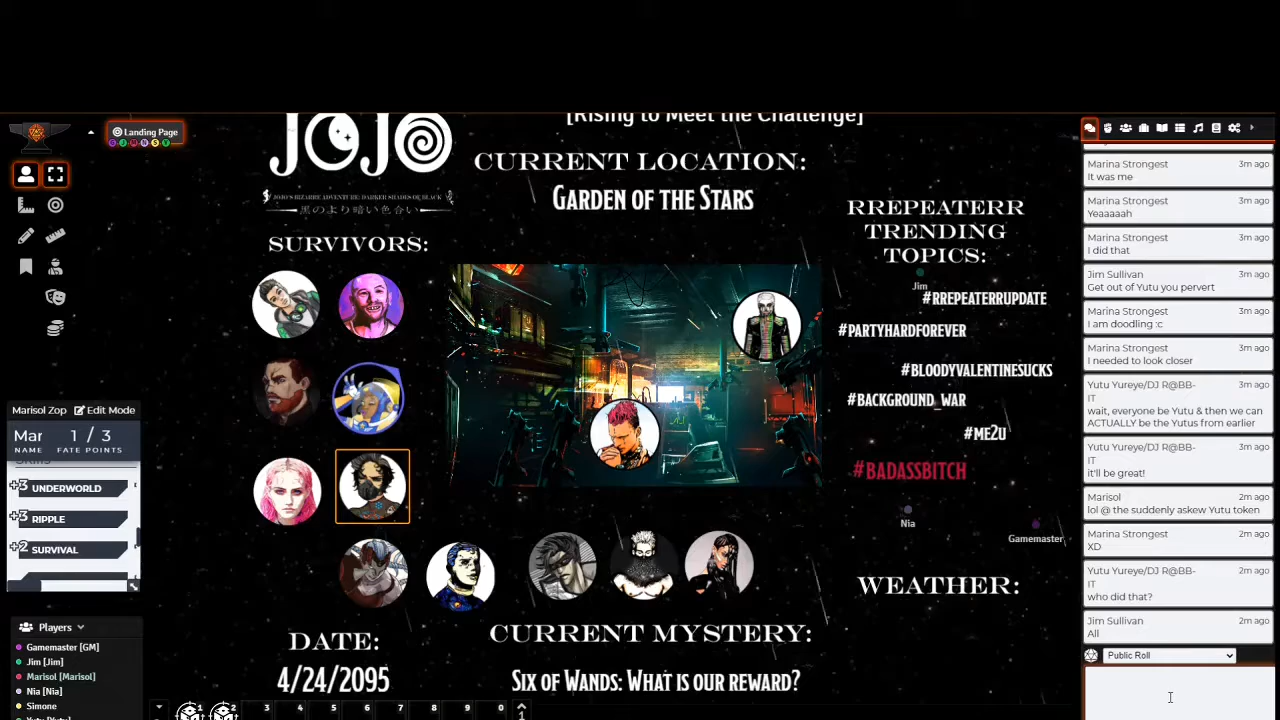 Landing Page
G J M N S Y
[Rising to Meet the Challenge]
JOJO
JOJO'S BIZARRE ADVENTURE: DARKER SHADES OF BLACK
黒のより暗い色合い
CURRENT LOCATION:
GARDEN OF THE STARS
SURVIVORS:
RREPEATERR
TRENDING
TOPICS:
Jim
#RREPEATERRUPDATE
#PARTYHARDFOREVER
#BLOODYVALENTINESUCKS
#BACKGROUND_WAR
#ME2U
#BADASSBITCH
Nia
Gamemaster
WEATHER:
DATE:
4/24/2095
CURRENT MYSTERY:
SIX OF WANDS: WHAT IS OUR REWARD?
Marisol Zop Edit Mode
Mar 1 / 3
NAME FATE POINTS
+3 UNDERWORLD
+3 RIPPLE
+2 SURVIVAL
Players
Gamemaster [GM]
Jim [Jim]
Marisol [Marisol]
Nia [Nia]
Simone
Yutu [Yutu]
1 2 3 4 5 6 7 8 9 0 1
Marina Strongest 3m ago
It was me
Marina Strongest 3m ago
Yeaaaaah
Marina Strongest 3m ago
I did that
Jim Sullivan 3m ago
Get out of Yutu you pervert
Marina Strongest 3m ago
I am doodling :c
Marina Strongest 3m ago
I needed to look closer
Yutu Yureye/DJ R@BB- 3m ago
IT
wait, everyone be Yutu & then we can
ACTUALLY be the Yutus from earlier
Yutu Yureye/DJ R@BB- 3m ago
IT
it'll be great!
Marisol 2m ago
lol @ the suddenly askew Yutu token
Marina Strongest 2m ago
XD
Yutu Yureye/DJ R@BB- 2m ago
IT
who did that?
Jim Sullivan 2m ago
All
Public Roll